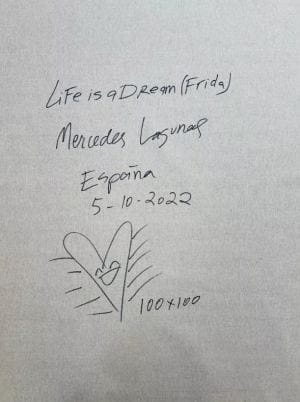 LiFe is a Dream (Frida)
Mercedes Lagunas
España
5-10-2022
100x100